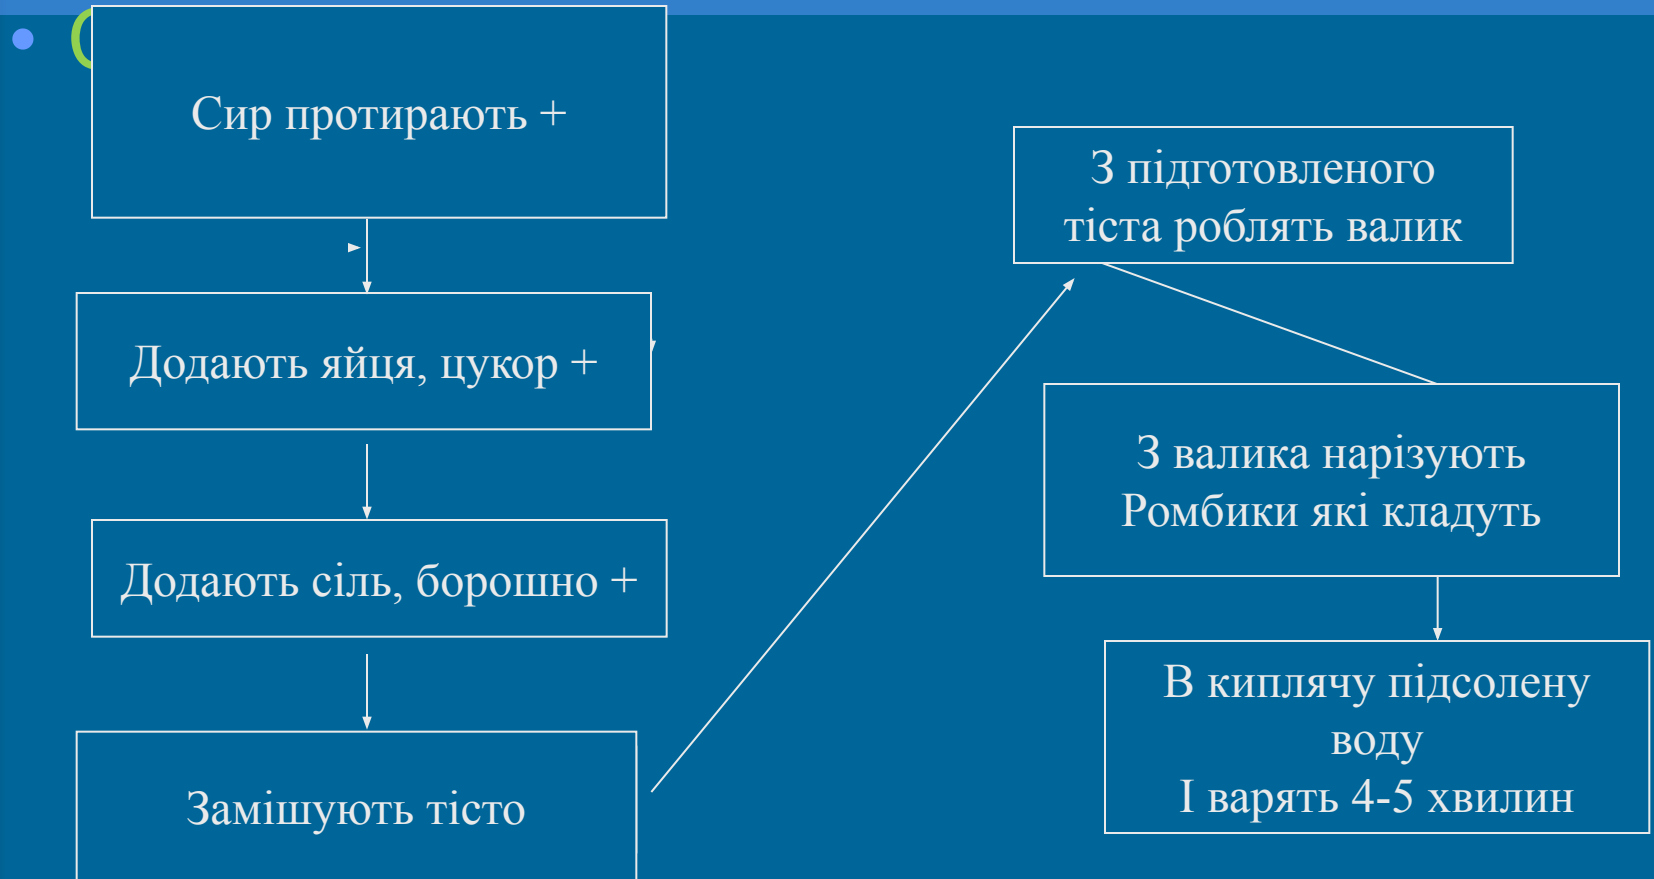 Сир протирають +
Додають яйця, цукор +
Додають сіль, борошно +
Замішують тісто
З підготовленого
тіста роблять валик
З валика нарізують
Ромбики які кладуть
В киплячу підсолену
воду
І варять 4-5 хвилин